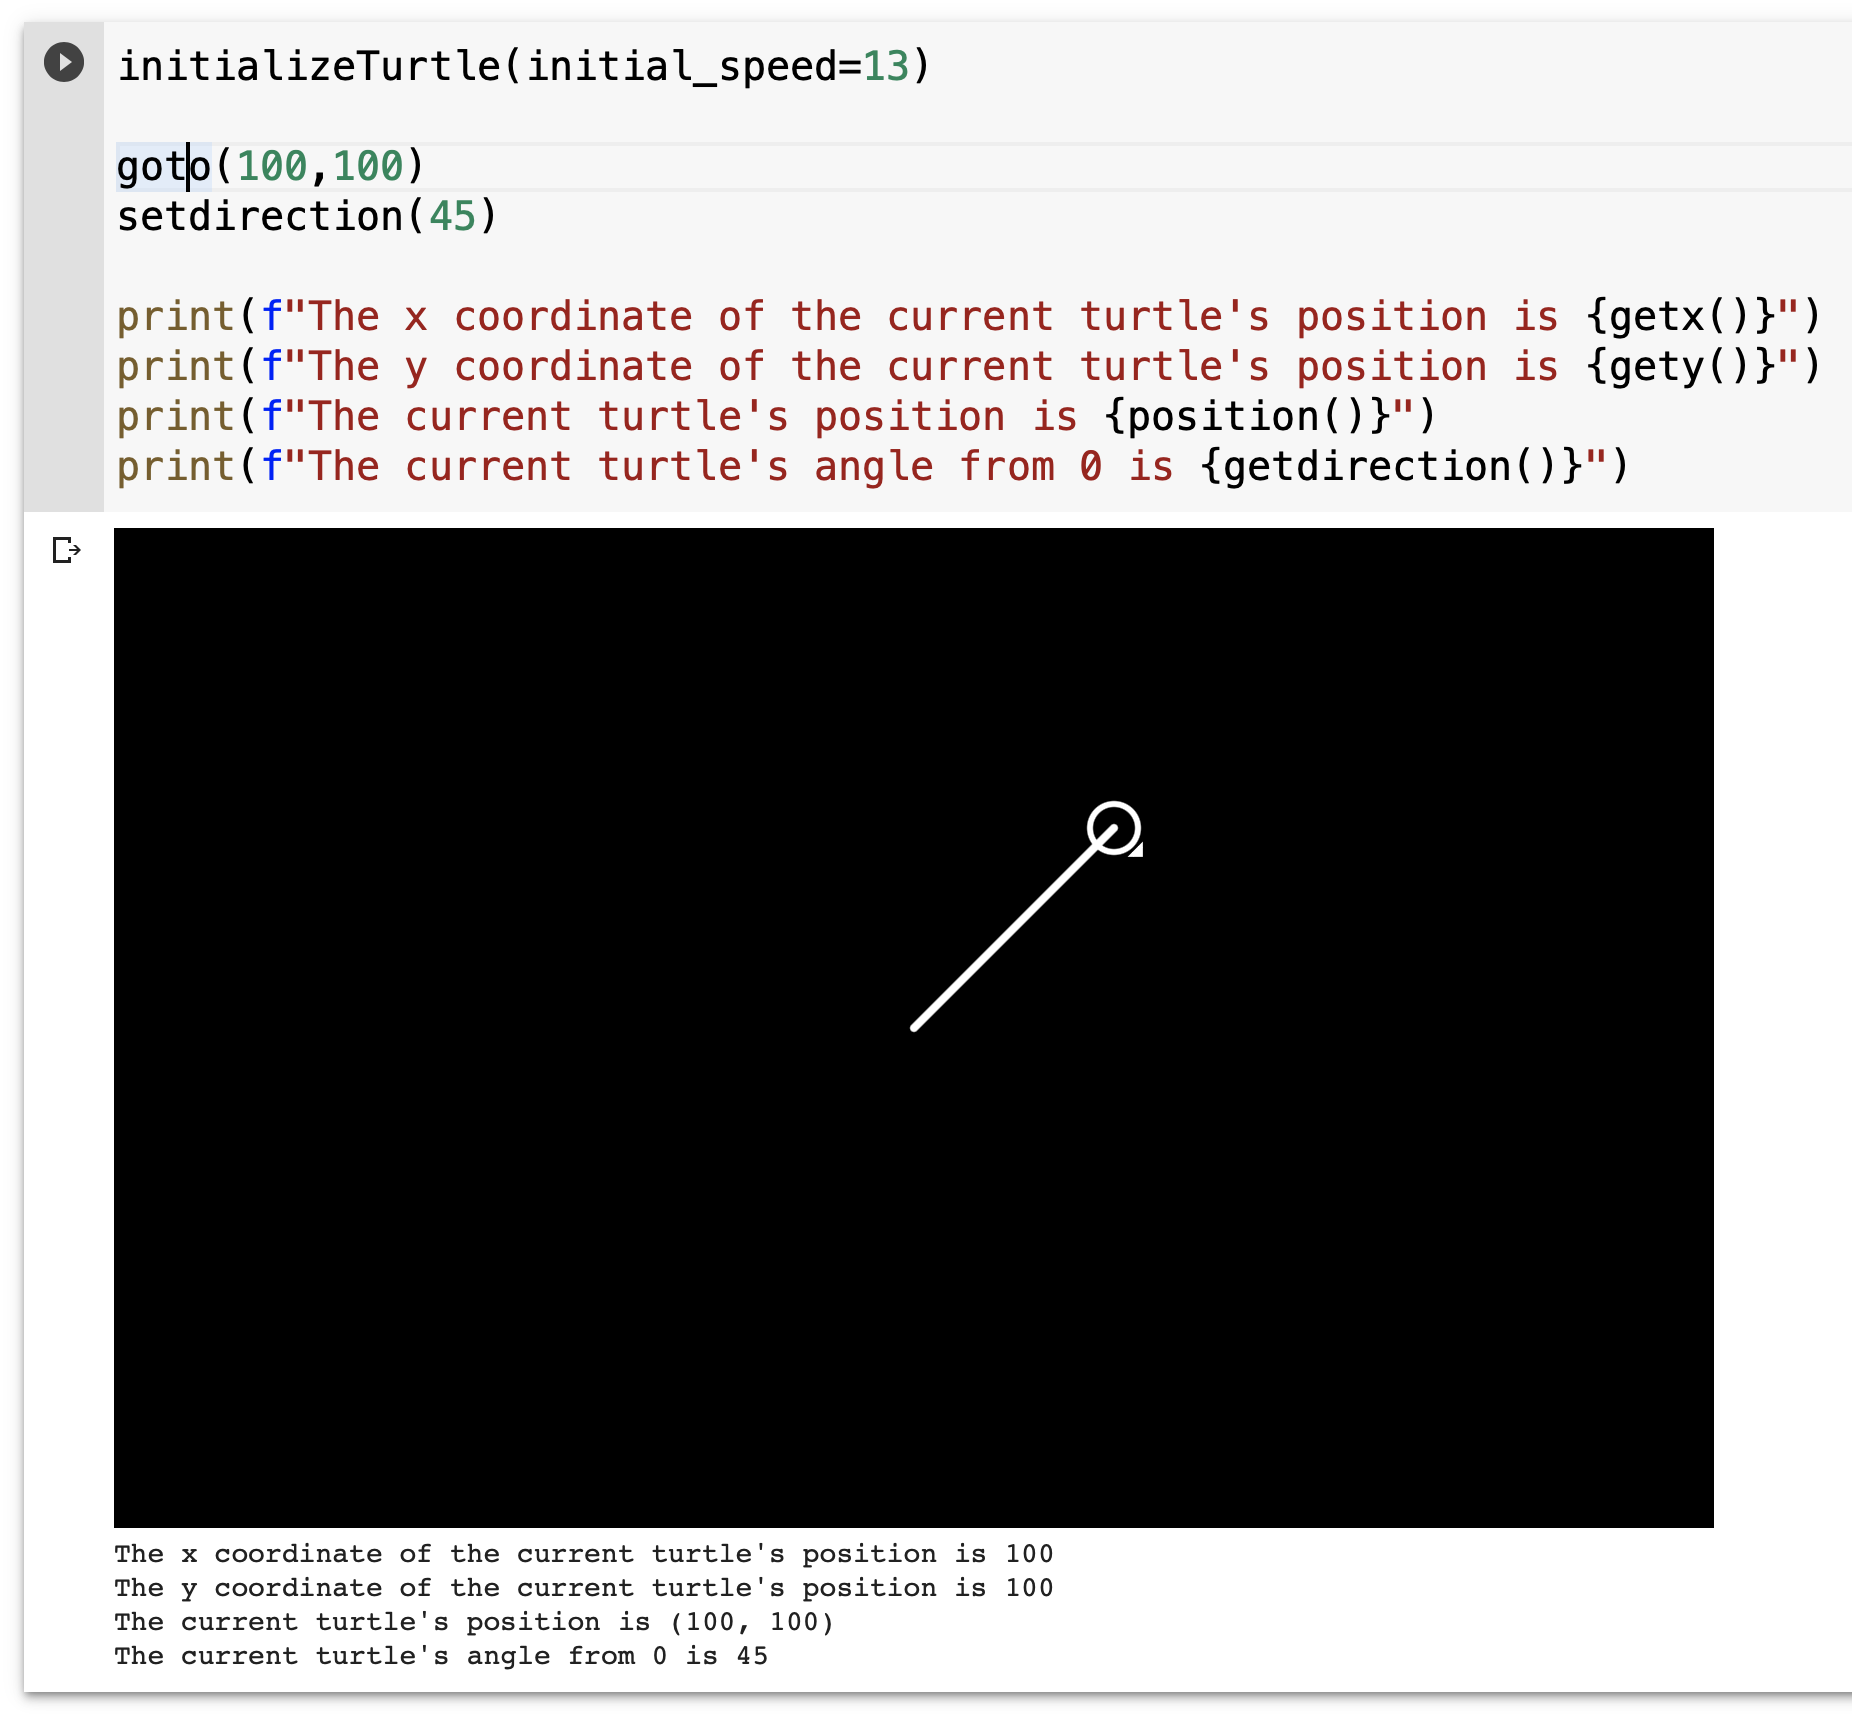 initializeTurtle(initial_speed=13)
goto(100,100)
setdirection(45)
print(f"The x coordinate of the current turtle's position is {getx()}")
print(f"The y coordinate of the current turtle's position is {gety()}")
print(f"The current turtle's position is {position()}")
print(f"The current turtle's angle from 0 is {getdirection()}")
The x coordinate of the current turtle's position is 100
The y coordinate of the current turtle's position is 100
The current turtle's position is (100, 100)
The current turtle's angle from 0 is 45